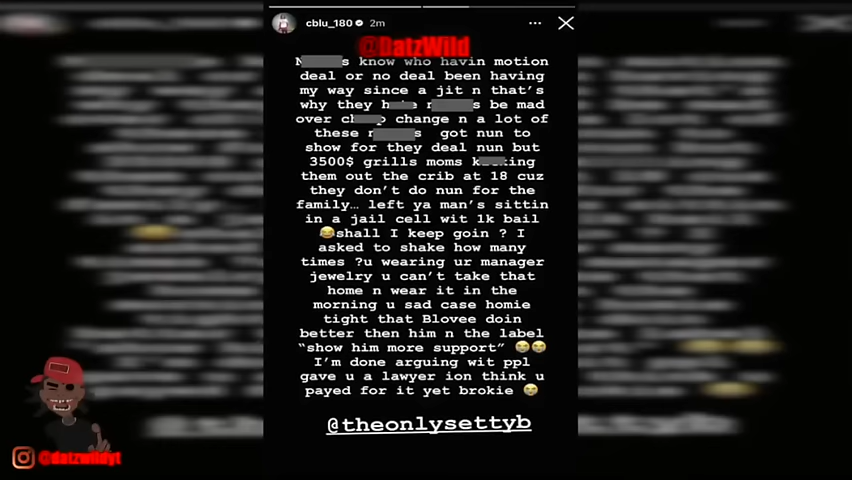 cblu_180 2m
@DatzWild
N s know who havin motion
deal or no deal been having
my way since a jit n that's
why they h e n s be mad
over ch p change n a lot of
these n s got nun to
show for they deal nun but
3500$ grills moms k king
them out the crib at 18 cuz
they don't do nun for the
family… left ya man's sittin
in a jail cell wit 1k bail
😂shall I keep goin ? I
asked to shake how many
times ?u wearing ur manager
jewelry u can't take that
home n wear it in the
morning u sad case homie
tight that Blovee doin
better then him n the label
“show him more support” 😂😂
I'm done arguing wit ppl
gave u a lawyer ion think u
payed for it yet brokie 😂
@theonlysettyb
@datzwildyt